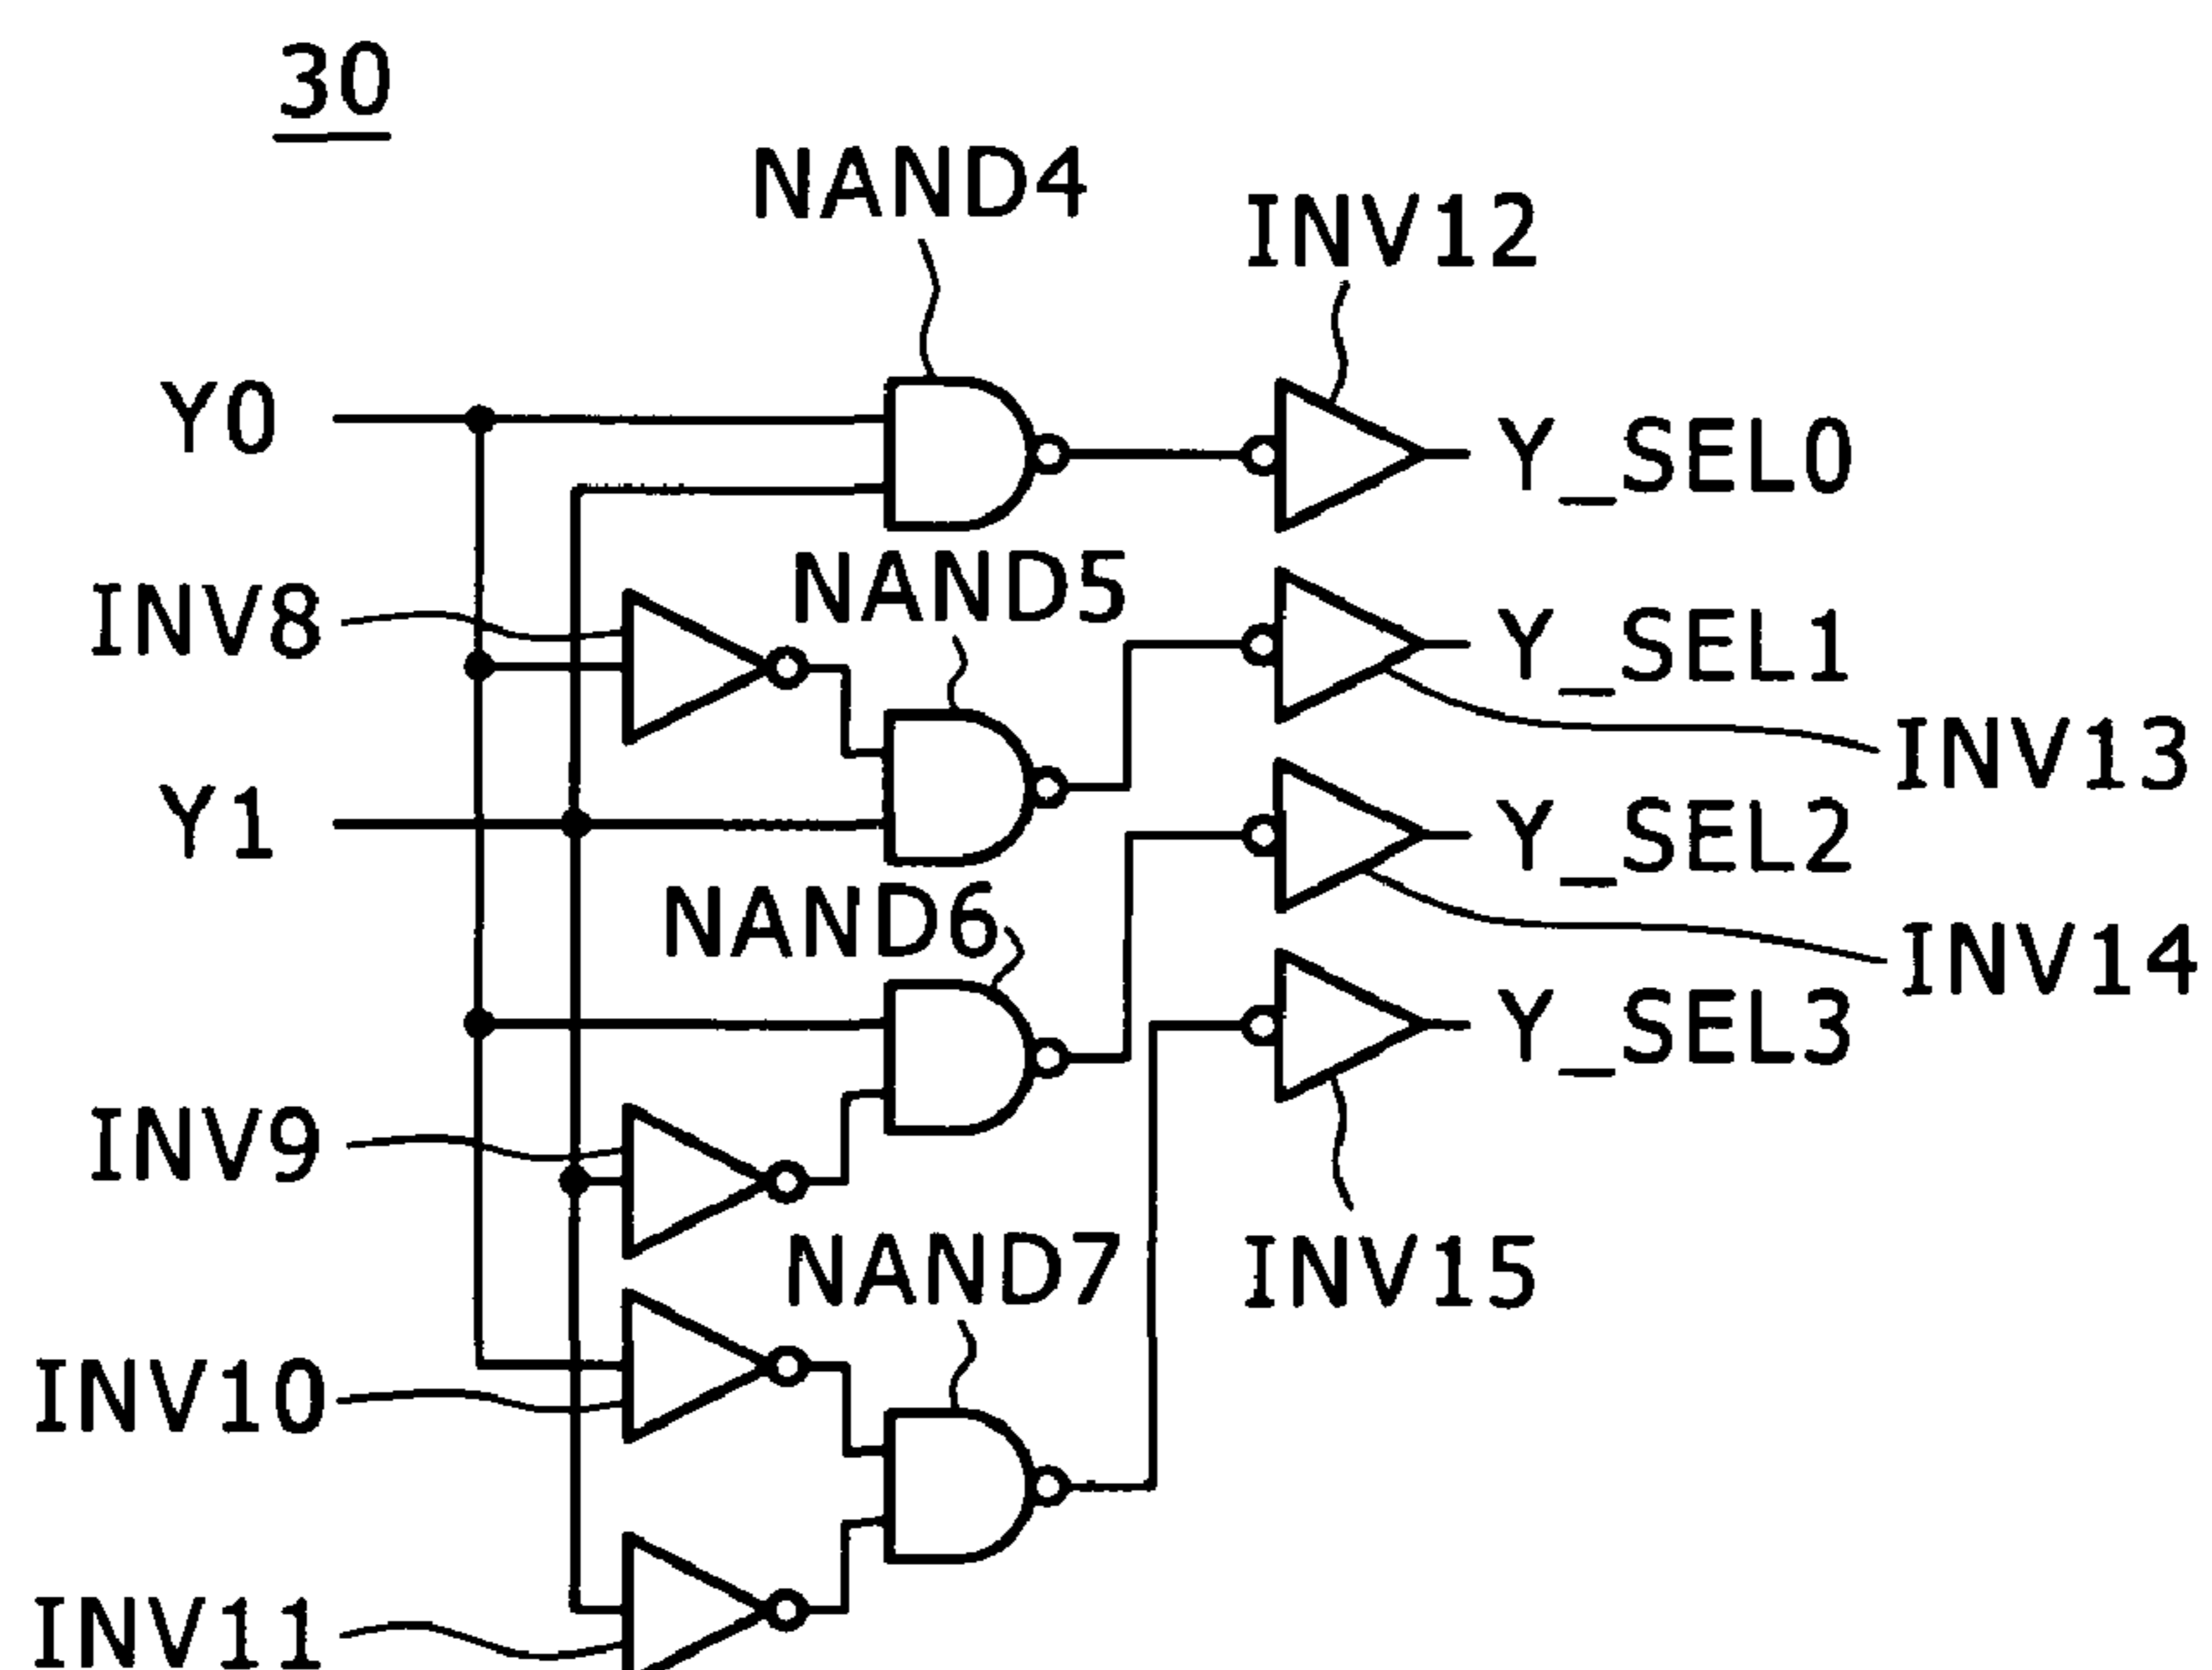 30
NAND4
INV12
Y0
Y_SEL0
NAND5
INV8
Y_SEL1
INV13
Y1
Y_SEL2
NAND6
INV14
Y_SEL3
INV9
NAND7
INV15
INV10
INV11